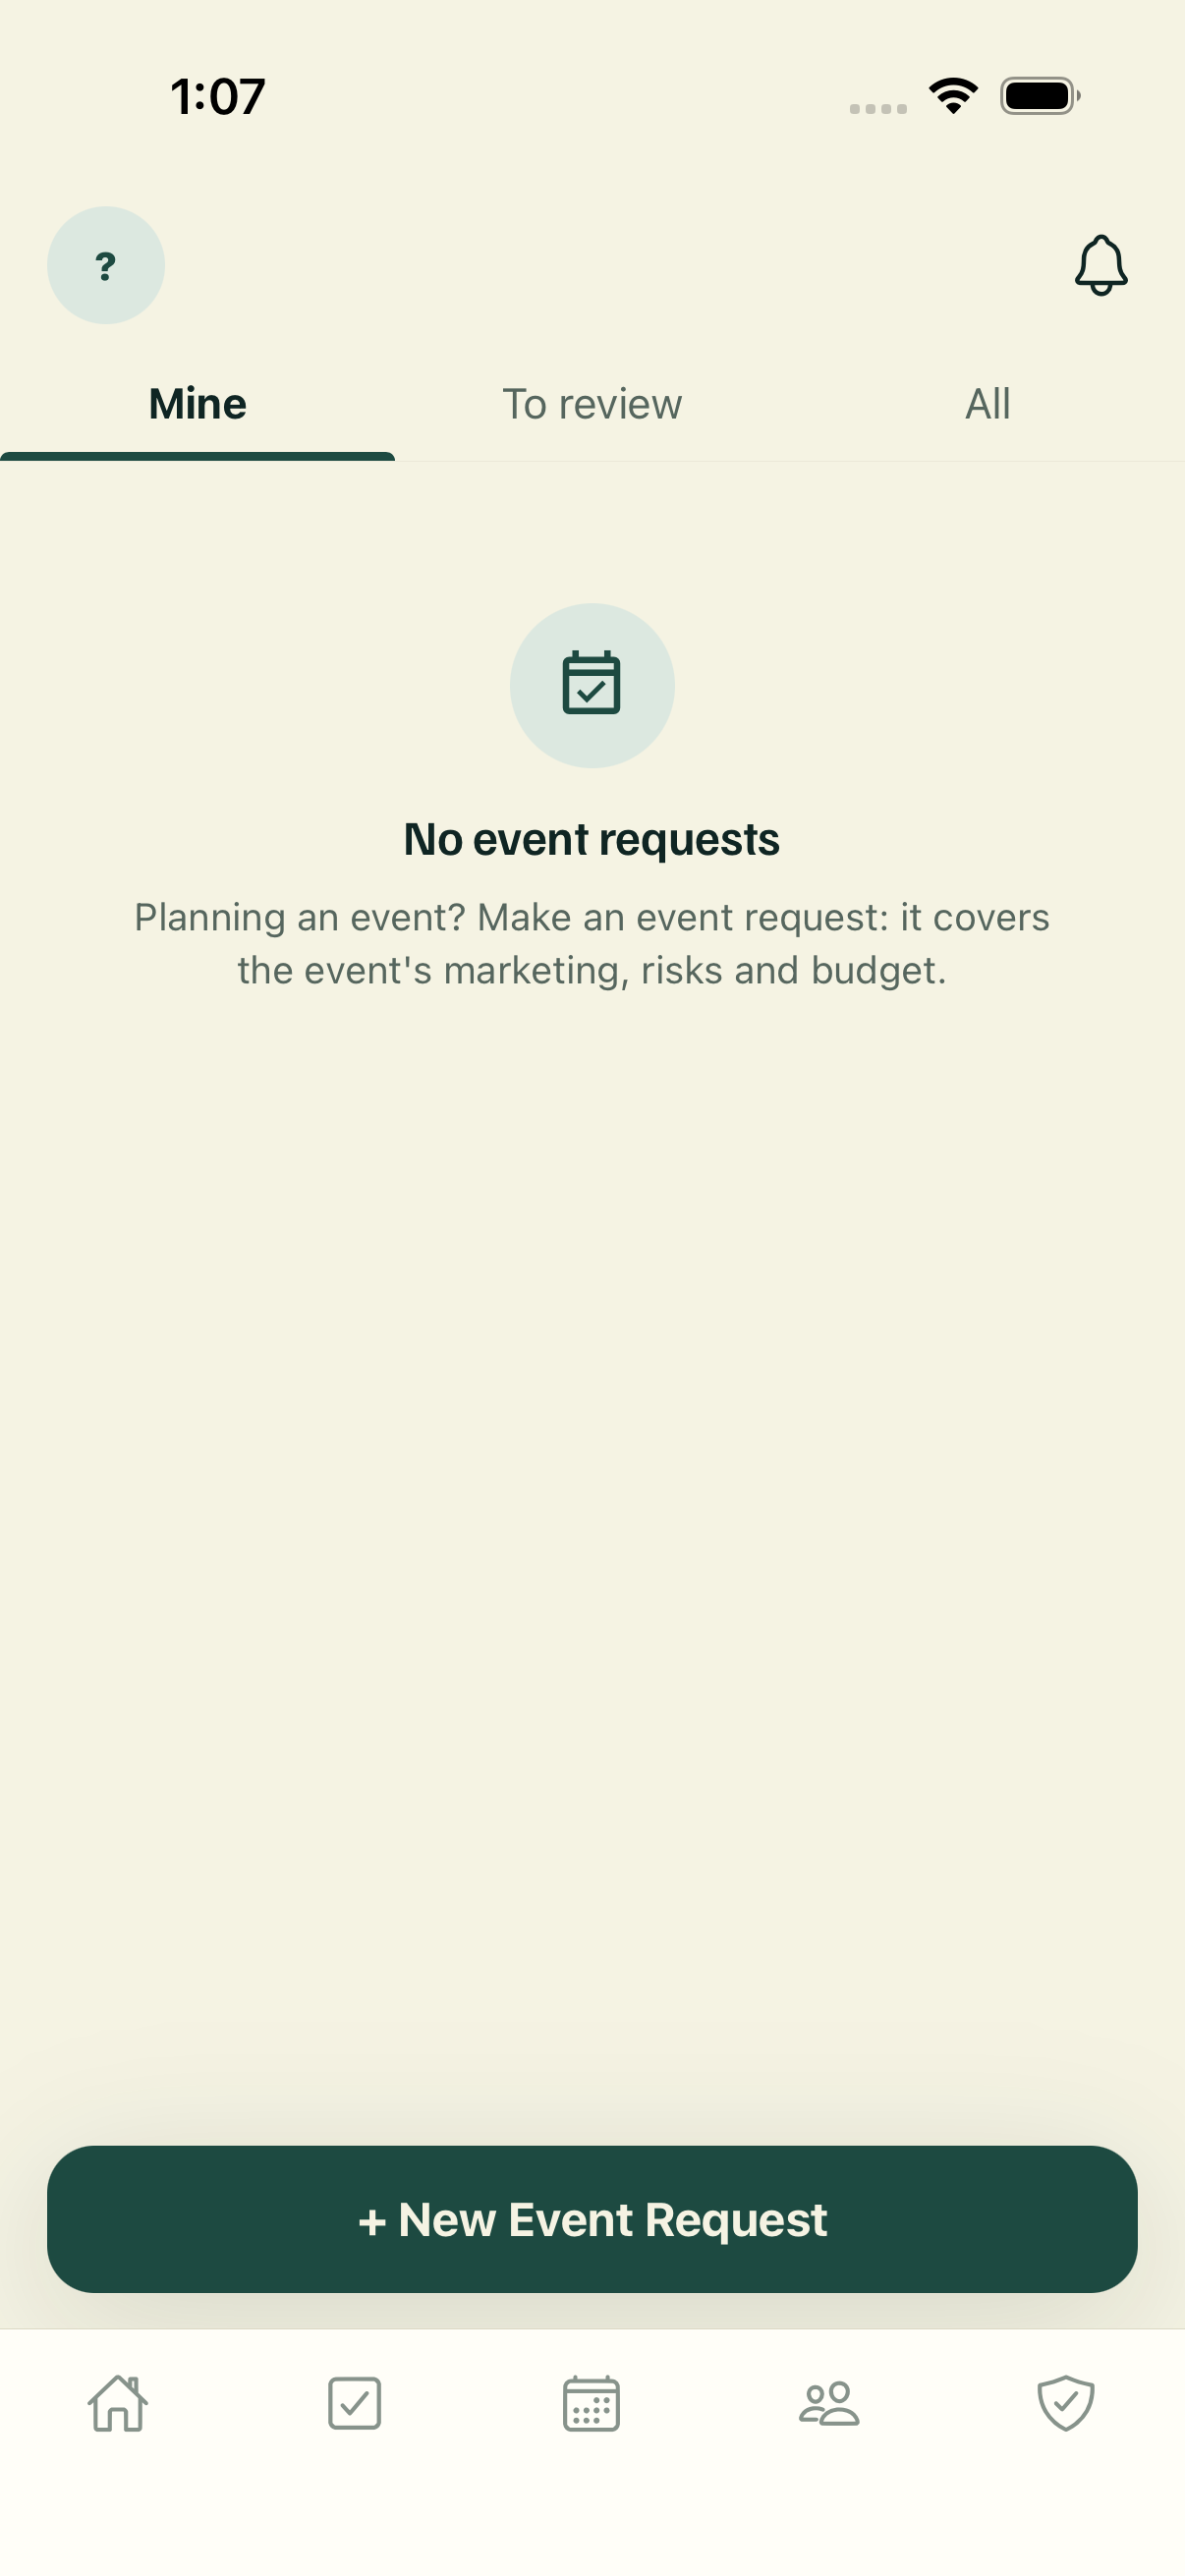 1:07
?
Mine
To review
All
No event requests
Planning an event? Make an event request: it covers
the event's marketing, risks and budget.
+ New Event Request